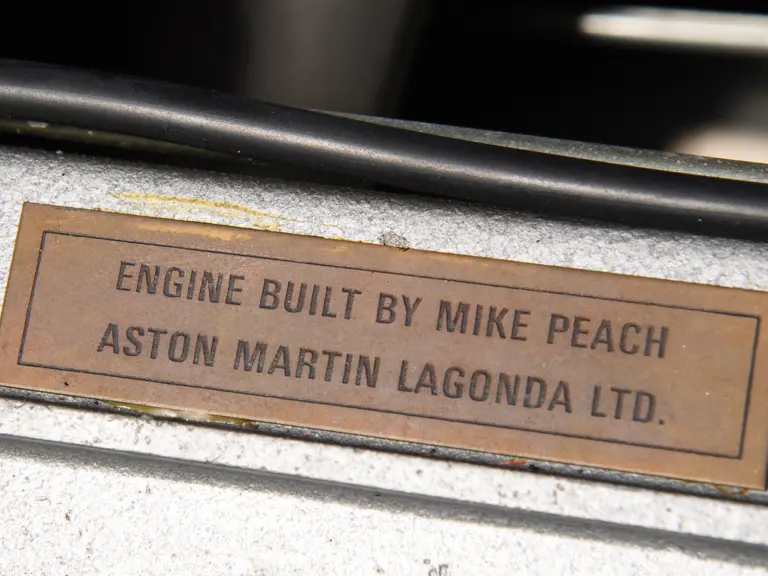 ENGINE BUILT BY MIKE PEACH
ASTON MARTIN LAGONDA LTD.